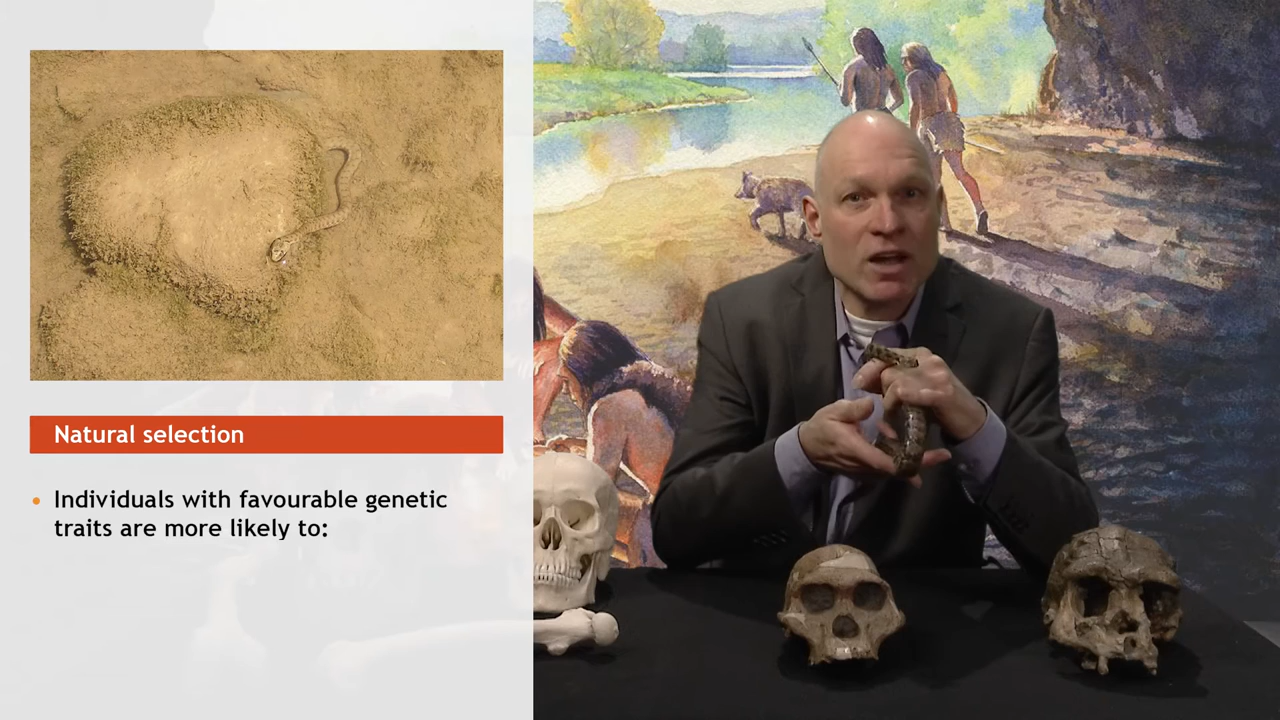 Natural selection
Individuals with favourable genetic
traits are more likely to: